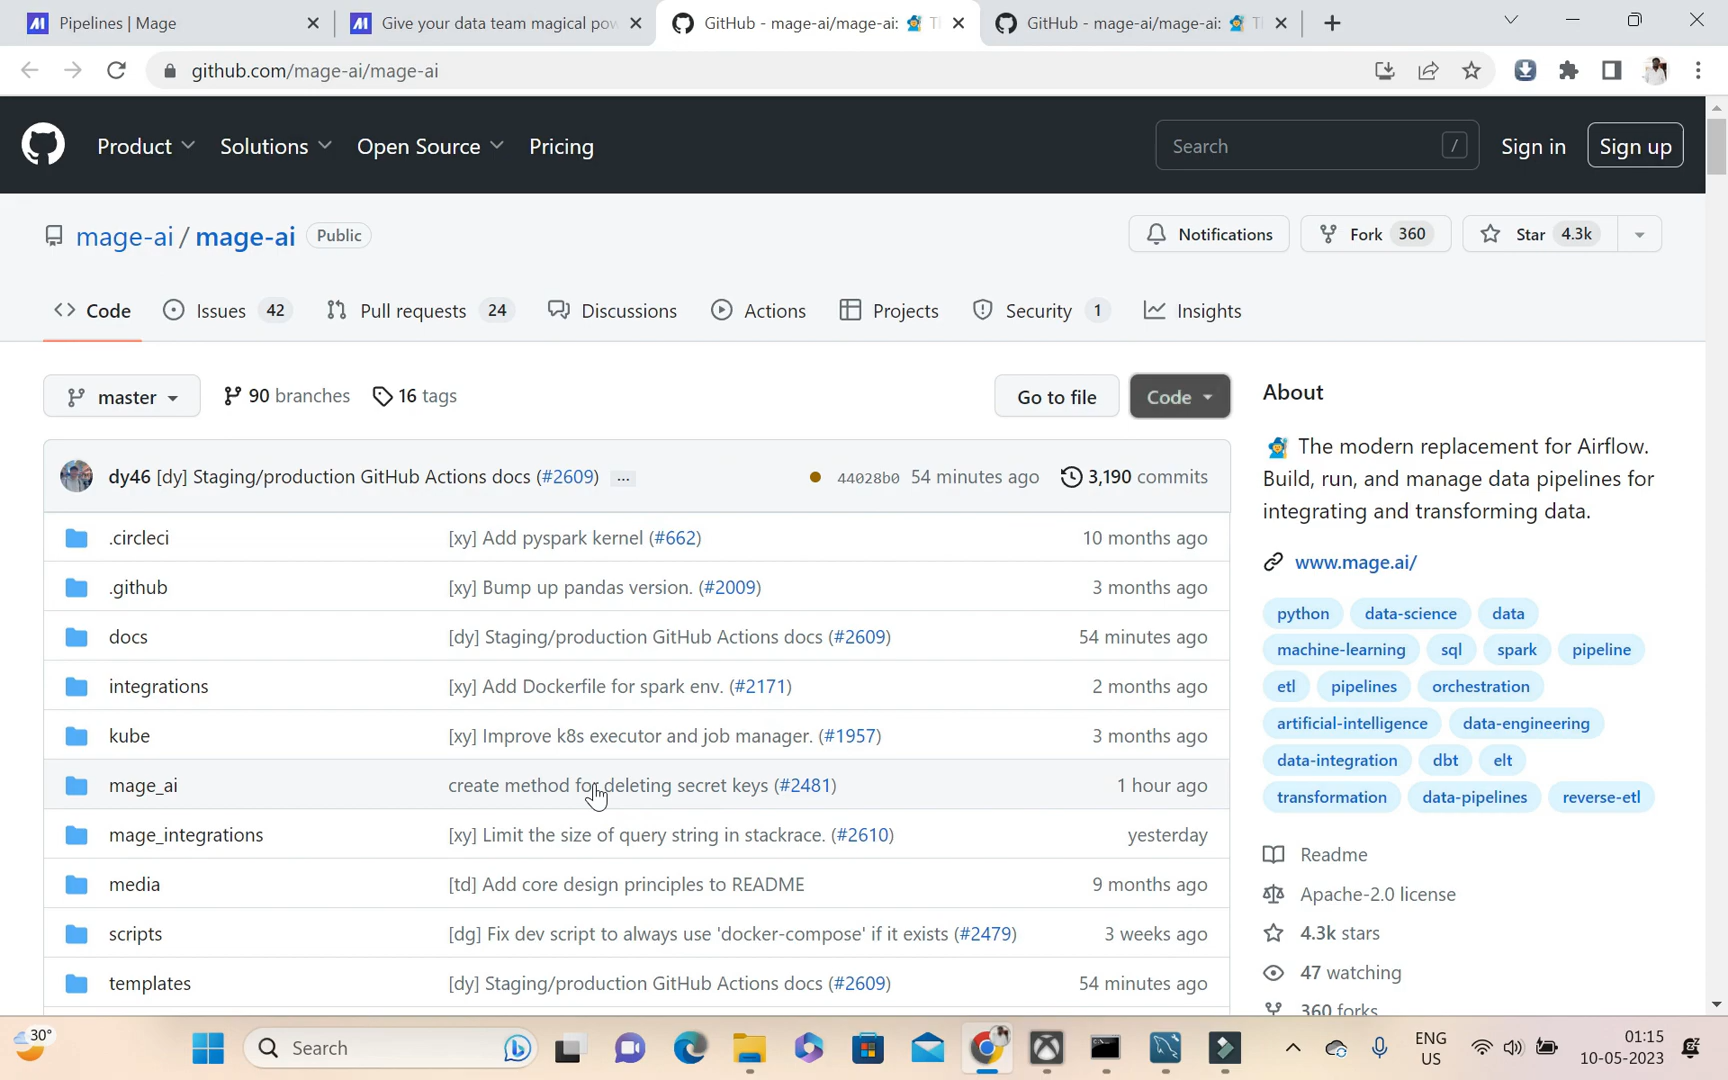 Pipelines | Mage
Give your data team magical pow
GitHub - mage-ai/mage-ai: 🧙 T
GitHub - mage-ai/mage-ai: 🧙 T
github.com/mage-ai/mage-ai
Product
Solutions
Open Source
Pricing
Search /
Sign in
Sign up
mage-ai / mage-ai Public
Notifications
Fork 360
Star 4.3k
Code
Issues 42
Pull requests 24
Discussions
Actions
Projects
Security 1
Insights
master
90 branches
16 tags
Go to file
Code
dy46 [dy] Staging/production GitHub Actions docs (#2609) ... 44028b0 54 minutes ago 3,190 commits
.circleci [xy] Add pyspark kernel (#662) 10 months ago
.github [xy] Bump up pandas version. (#2009) 3 months ago
docs [dy] Staging/production GitHub Actions docs (#2609) 54 minutes ago
integrations [xy] Add Dockerfile for spark env. (#2171) 2 months ago
kube [xy] Improve k8s executor and job manager. (#1957) 3 months ago
mage_ai create method for deleting secret keys (#2481) 1 hour ago
mage_integrations [xy] Limit the size of query string in stackrace. (#2610) yesterday
media [td] Add core design principles to README 9 months ago
scripts [dg] Fix dev script to always use 'docker-compose' if it exists (#2479) 3 weeks ago
templates [dy] Staging/production GitHub Actions docs (#2609) 54 minutes ago
About
🧙 The modern replacement for Airflow.
Build, run, and manage data pipelines for
integrating and transforming data.
www.mage.ai/
python data-science data
machine-learning sql spark pipeline
etl pipelines orchestration
artificial-intelligence data-engineering
data-integration dbt elt
transformation data-pipelines reverse-etl
Readme
Apache-2.0 license
4.3k stars
47 watching
360 forks
30°
Search
ENG
US
01:15
10-05-2023